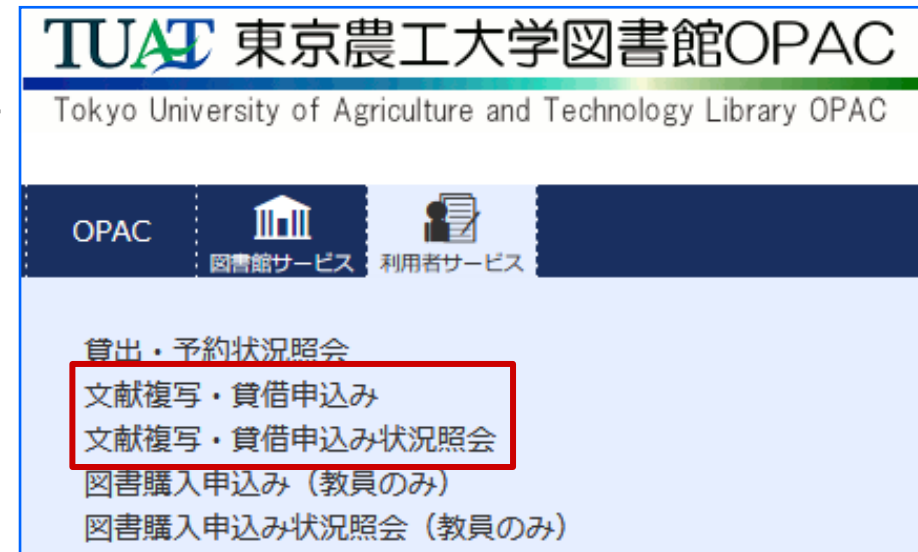 TUAT 東京農工大学図書館OPAC
Tokyo University of Agriculture and Technology Library OPAC
OPAC
図書館サービス
利用者サービス
貸出・予約状況照会
文献複写・貸借申込み
文献複写・貸借申込み状況照会
図書購入申込み（教員のみ）
図書購入申込み状況照会（教員のみ）